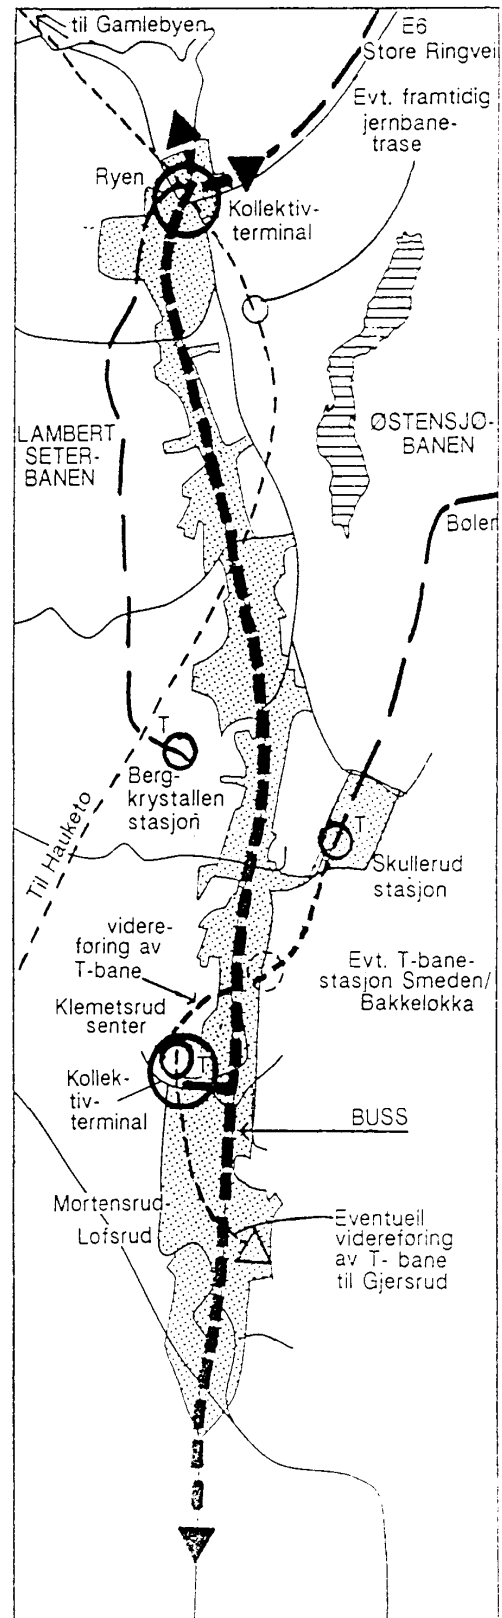 til Gamlebyen
E6
Store Ringvei
Evt. framtidig
jernbane-
trase
Ryen
Kollektiv-
terminal
LAMBERT
SETER-
BANEN
ØSTENSJØ-
BANEN
Bøler
T
Berg-
krystallen
stasjon
Til Hauketo
T
Skullerud
stasjon
videre-
føring av
T-bane
Evt. T-bane-
stasjon Smeden/
Bakkeløkka
Klemetsrud
senter
T
Kollek-
tiv-
terminal
BUSS
Mortensrud-
Lofsrud
Eventuell
videreføring
av T- bane
til Gjersrud